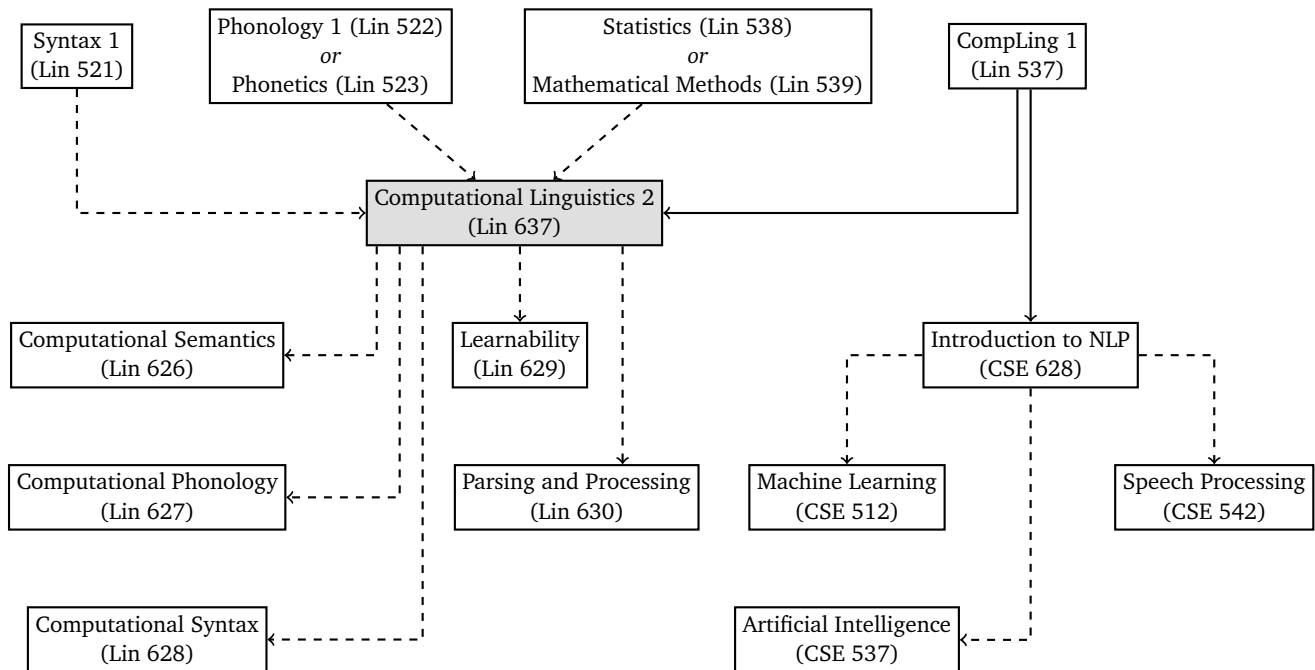 Syntax 1
(Lin 521)
Phonology 1 (Lin 522)
or
Phonetics (Lin 523)
Statistics (Lin 538)
or
Mathematical Methods (Lin 539)
CompLing 1
(Lin 537)
Computational Linguistics 2
(Lin 637)
Computational Semantics
(Lin 626)
Learnability
(Lin 629)
Introduction to NLP
(CSE 628)
Computational Phonology
(Lin 627)
Parsing and Processing
(Lin 630)
Machine Learning
(CSE 512)
Speech Processing
(CSE 542)
Computational Syntax
(Lin 628)
Artificial Intelligence
(CSE 537)